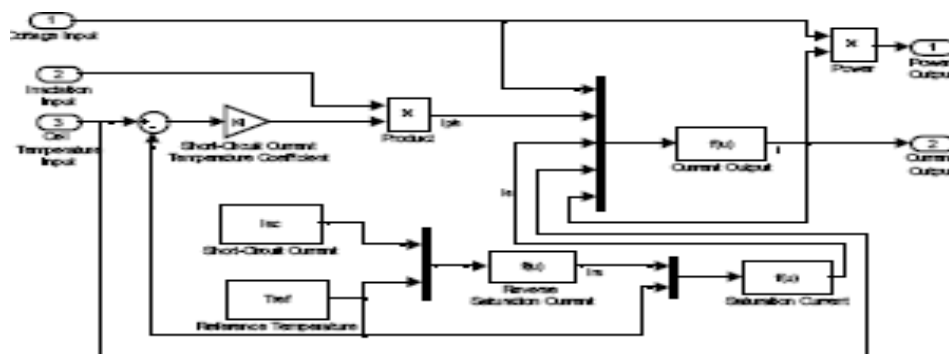 1
Voltage Input
2
Irradiation
Input
3
Cell
Temperature
Input
KI
Short-Circuit Current
Temperature Coefficient
X
Product
Iph
X
Power
1
Power
Output
f(u)
Current Output
I
2
Current
Output
Is
Isc
Short-Circuit Current
Tref
Reference Temperature
f(u)
Reverse
Saturation Current
Irs
f(u)
Saturation Current